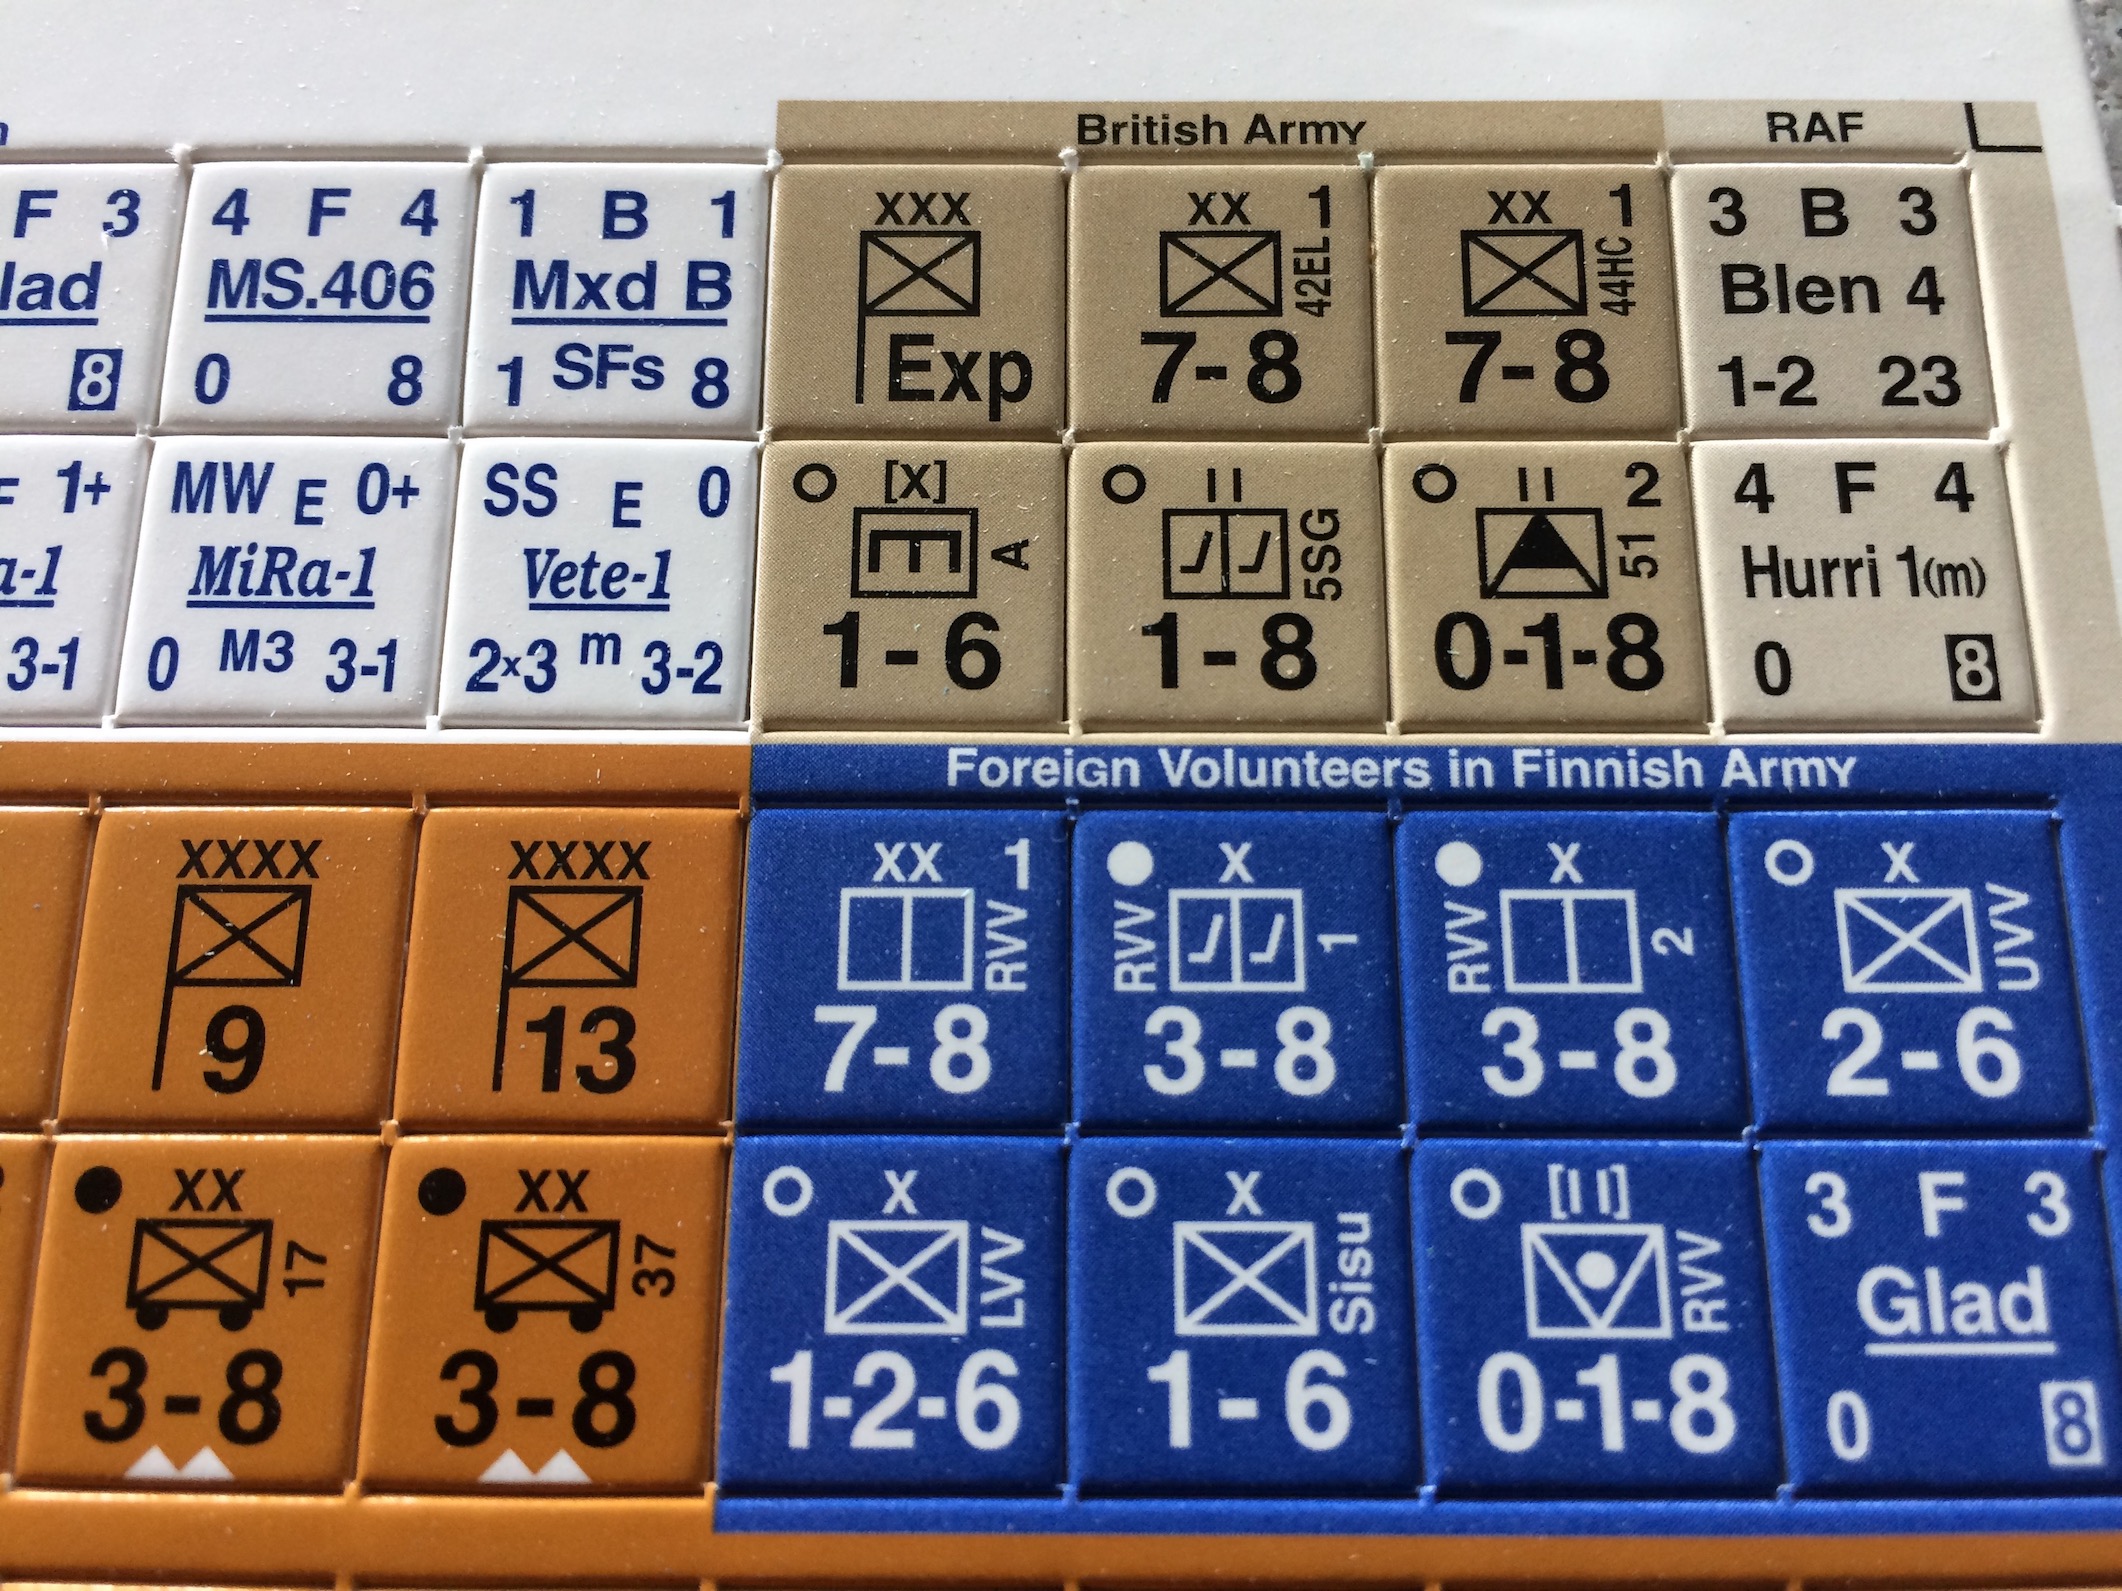 British Army RAF
F 3
lad
8
4 F 4
MS.406
0 8
1 B 1
Mxd B
1 SFs 8
XXX
Exp
XX 1
42EL
7-8
XX 1
44HC
7-8
3 B 3
Blen 4
1-2 23
1+
a-1
3-1
MW E 0+
MiRa-1
0 M3 3-1
SS E 0
Vete-1
2x3 m 3-2
[X]
A
1-6
II
5SG
1-8
II 2
51
0-1-8
4 F 4
Hurri 1(m)
0 8
Foreign Volunteers in Finnish Army
XXXX
9
XXXX
13
XX 1
RVV
7-8
X
RVV 1
3-8
X
RVV 2
3-8
X
UVV
2-6
XX
17
3-8
XX
37
3-8
X
LVV
1-2-6
X
Sisu
1-6
[II]
RVV
0-1-8
3 F 3
Glad
0 8